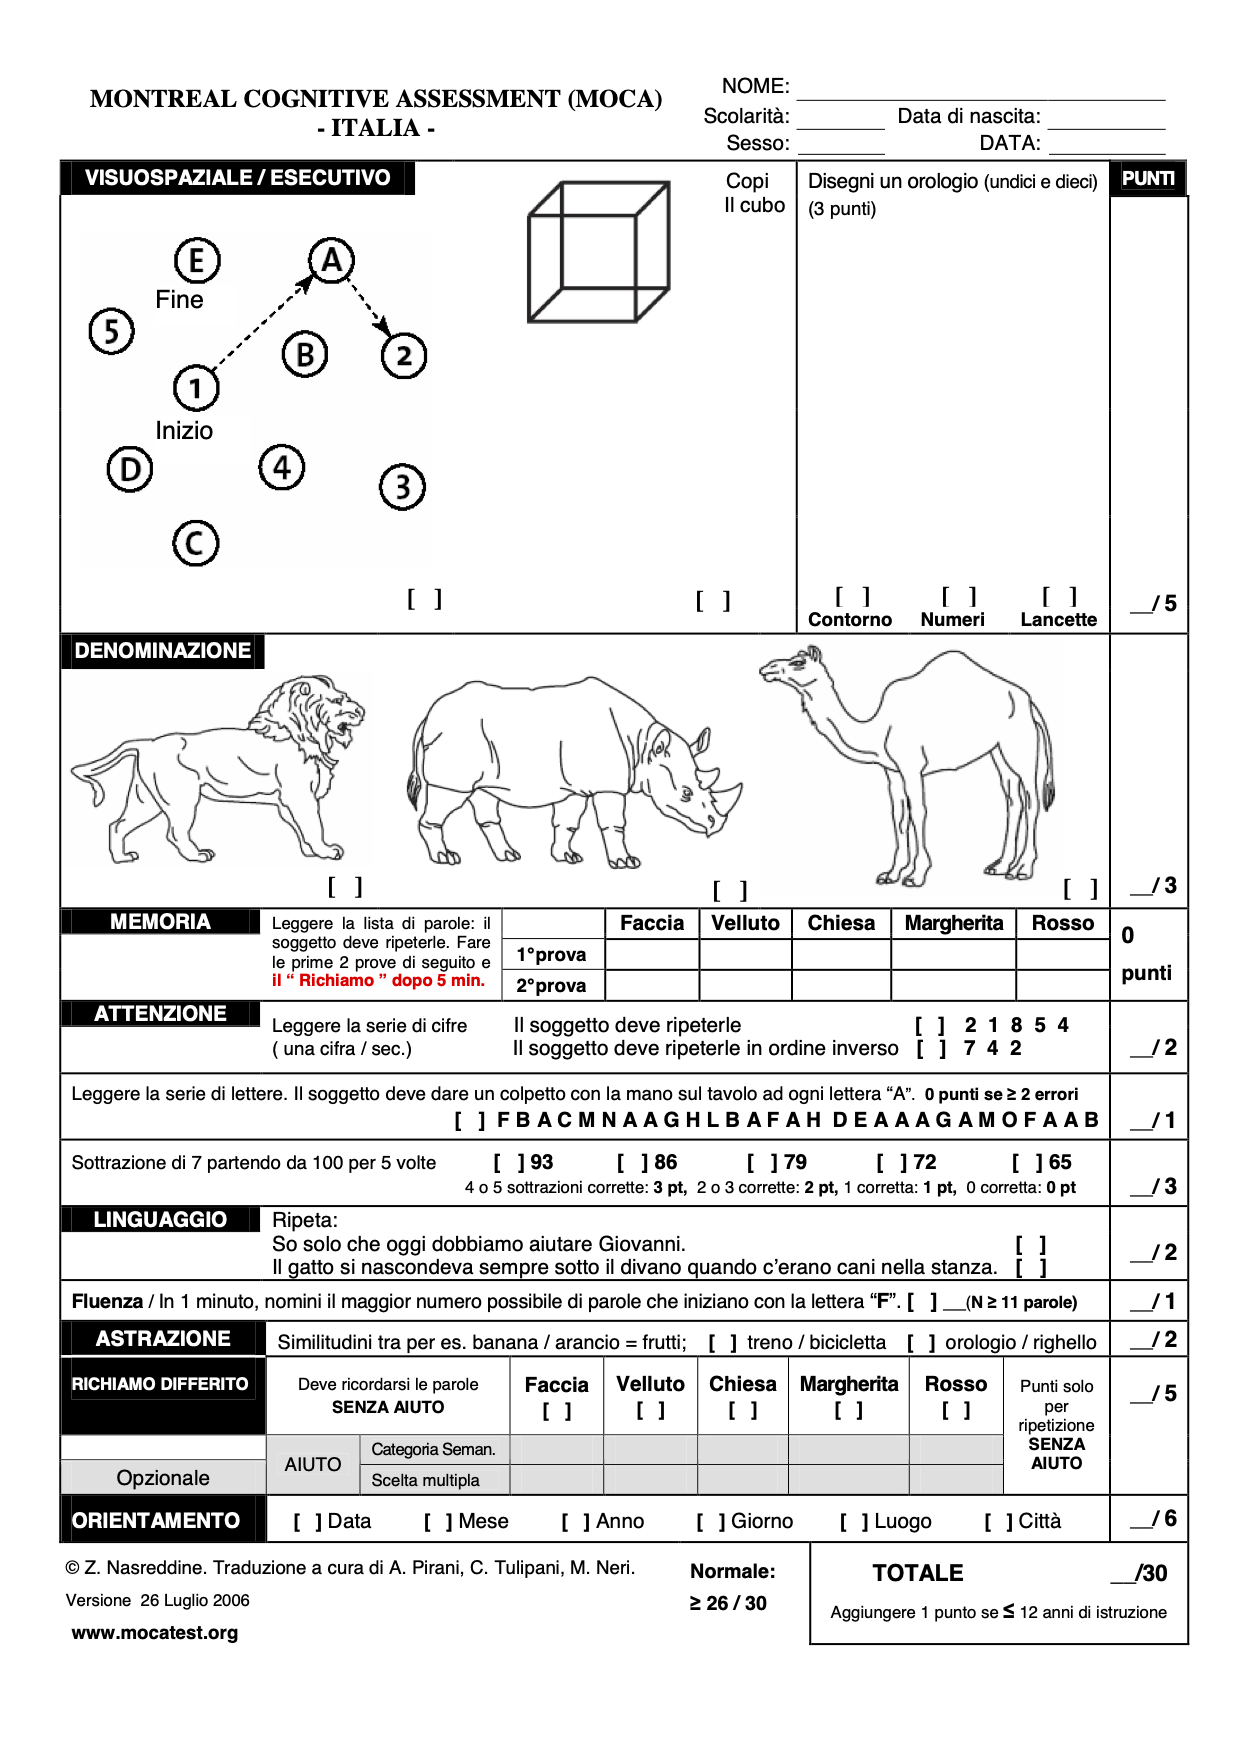 MONTREAL COGNITIVE ASSESSMENT (MOCA)
- ITALIA -
NOME:
Scolarità: Data di nascita:
Sesso: DATA:
VISUOSPAZIALE / ESECUTIVO
Copi
Il cubo
Disegni un orologio (undici e dieci)
(3 punti)
PUNTI
E
Fine
A
5
B
2
1
Inizio
D
4
3
C
[ ]
[ ]
[ ] [ ] [ ]
Contorno Numeri Lancette
__/ 5
DENOMINAZIONE
[ ] [ ] [ ]
__/ 3
MEMORIA
Leggere la lista di parole: il
soggetto deve ripeterle. Fare
le prime 2 prove di seguito e
il “ Richiamo ” dopo 5 min.
Faccia Velluto Chiesa Margherita Rosso
1°prova
2°prova
0
punti
ATTENZIONE
Leggere la serie di cifre
( una cifra / sec.)
Il soggetto deve ripeterle [ ] 2 1 8 5 4
Il soggetto deve ripeterle in ordine inverso [ ] 7 4 2
__/ 2
Leggere la serie di lettere. Il soggetto deve dare un colpetto con la mano sul tavolo ad ogni lettera “A”. 0 punti se ≥ 2 errori
[ ] F B A C M N A A G H L B A F A H D E A A A G A M O F A A B
__/ 1
Sottrazione di 7 partendo da 100 per 5 volte [ ] 93 [ ] 86 [ ] 79 [ ] 72 [ ] 65
4 o 5 sottrazioni corrette: 3 pt, 2 o 3 corrette: 2 pt, 1 corretta: 1 pt, 0 corretta: 0 pt
__/ 3
LINGUAGGIO
Ripeta:
So solo che oggi dobbiamo aiutare Giovanni. [ ]
Il gatto si nascondeva sempre sotto il divano quando c’erano cani nella stanza. [ ]
__/ 2
Fluenza / In 1 minuto, nomini il maggior numero possibile di parole che iniziano con la lettera “F”. [ ] __(N ≥ 11 parole)
__/ 1
ASTRAZIONE
Similitudini tra per es. banana / arancio = frutti; [ ] treno / bicicletta [ ] orologio / righello
__/ 2
RICHIAMO DIFFERITO
Deve ricordarsi le parole
SENZA AIUTO
Faccia Velluto Chiesa Margherita Rosso
[ ] [ ] [ ] [ ] [ ]
Punti solo
per
ripetizione
SENZA
AIUTO
__/ 5
Opzionale
AIUTO
Categoria Seman.
Scelta multipla
ORIENTAMENTO
[ ] Data [ ] Mese [ ] Anno [ ] Giorno [ ] Luogo [ ] Città
__/ 6
© Z. Nasreddine. Traduzione a cura di A. Pirani, C. Tulipani, M. Neri.
Versione 26 Luglio 2006
www.mocatest.org
Normale:
≥ 26 / 30
TOTALE __/30
Aggiungere 1 punto se ≤ 12 anni di istruzione